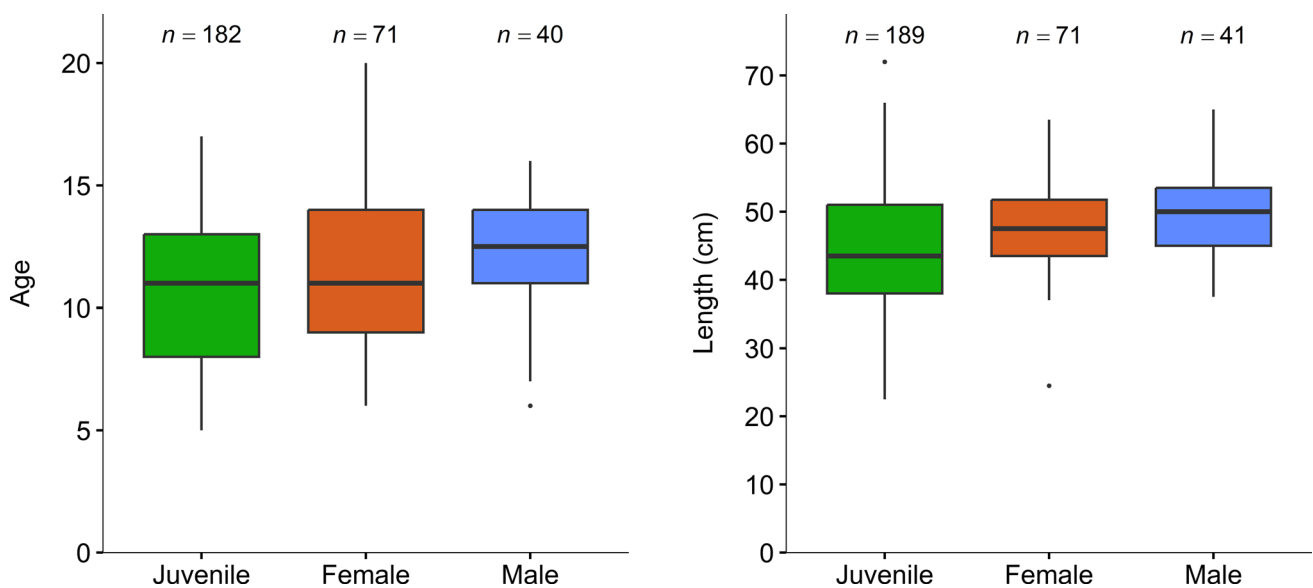 n = 182
n = 71
n = 40
20
15
10
5
0
Age
Juvenile
Female
Male
n = 189
n = 71
n = 41
70
60
50
40
30
20
10
0
Length (cm)
Juvenile
Female
Male